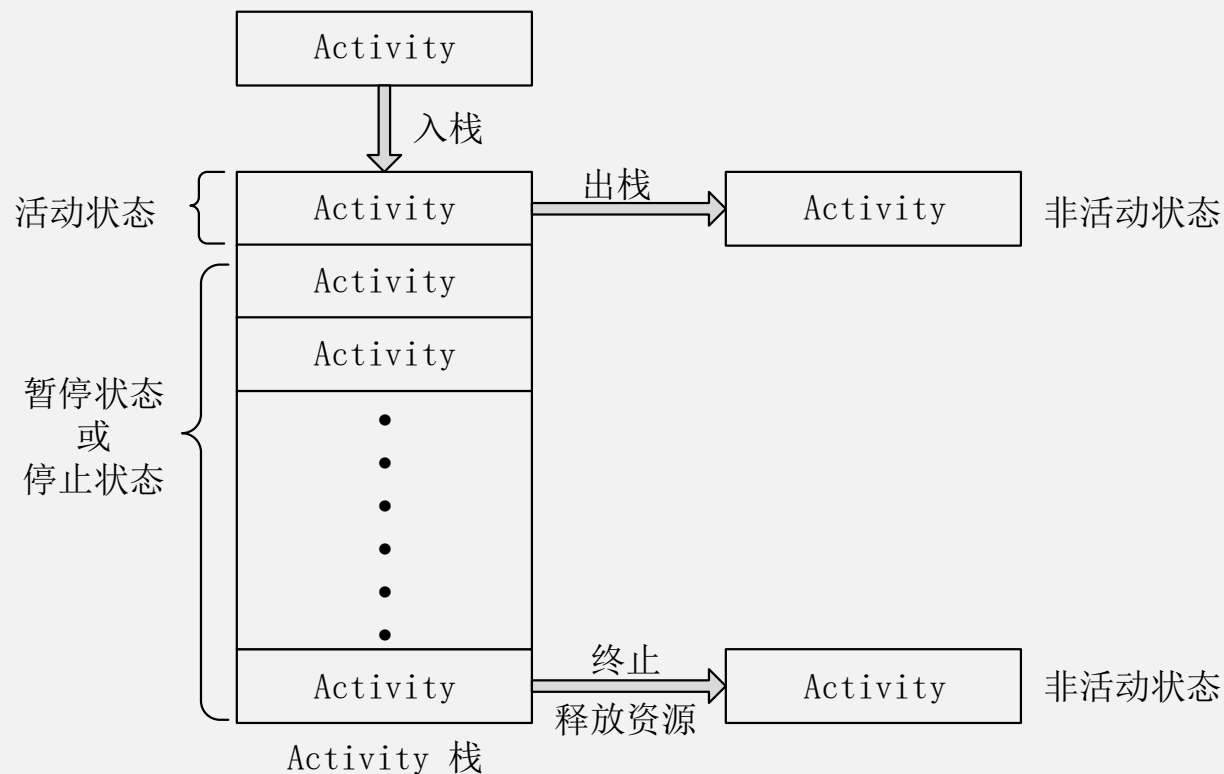 Activity
入栈
活动状态
Activity
出栈
Activity
非活动状态
Activity
Activity
暂停状态
或
停止状态
Activity
终止
释放资源
Activity
非活动状态
Activity 栈